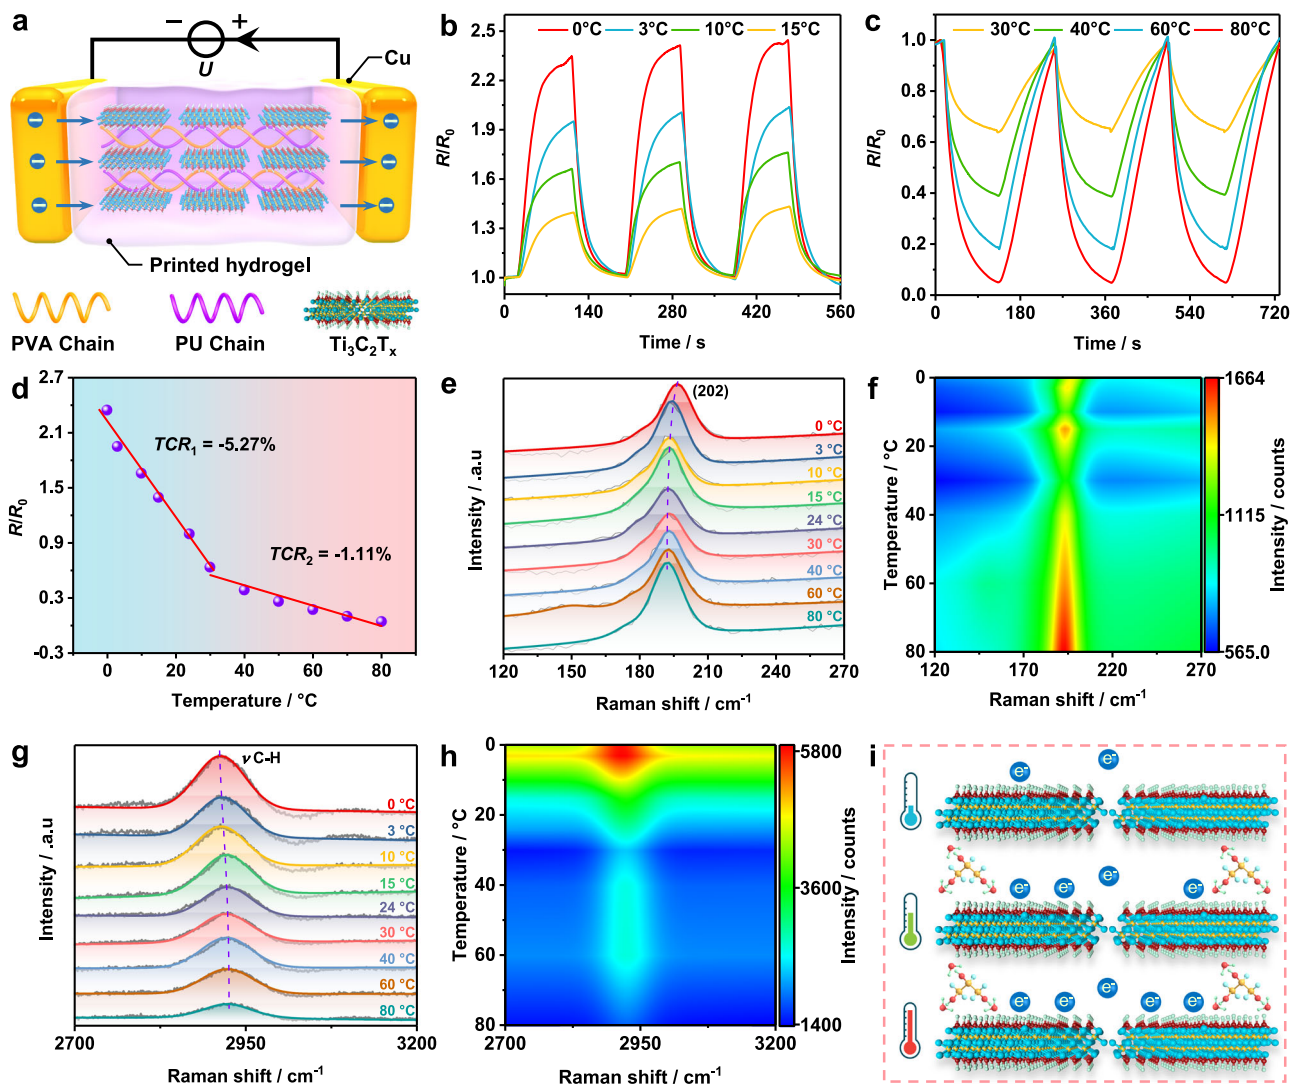 a
− +
U
Cu
Printed hydrogel
PVA Chain
PU Chain
Ti₃C₂Tₓ
b
0°C 3°C 10°C 15°C
R/R₀
2.4
2.2
1.9
1.6
1.3
1.0
0 140 280 420 560
Time / s
c
30°C 40°C 60°C 80°C
R/R₀
1.0
0.8
0.6
0.4
0.2
0.0
0 180 360 540 720
Time / s
d
R/R₀
2.7
2.1
1.5
0.9
0.3
-0.3
TCR₁ = -5.27%
TCR₂ = -1.11%
0 20 40 60 80
Temperature / °C
e
(202)
Intensity / .a.u
0 °C
3 °C
10 °C
15 °C
24 °C
30 °C
40 °C
60 °C
80 °C
120 150 180 210 240 270
Raman shift / cm⁻¹
f
Temperature / °C
0
20
40
60
80
120 170 220 270
Raman shift / cm⁻¹
1664
1115
565.0
Intensity / counts
g
ν C-H
Intensity / .a.u
0 °C
3 °C
10 °C
15 °C
24 °C
30 °C
40 °C
60 °C
80 °C
2700 2950 3200
Raman shift / cm⁻¹
h
Temperature / °C
0
20
40
60
80
2700 2950 3200
Raman shift / cm⁻¹
5800
3600
1400
Intensity / counts
i
e⁻ e⁻
e⁻ e⁻ e⁻ e⁻
e⁻ e⁻ e⁻ e⁻ e⁻